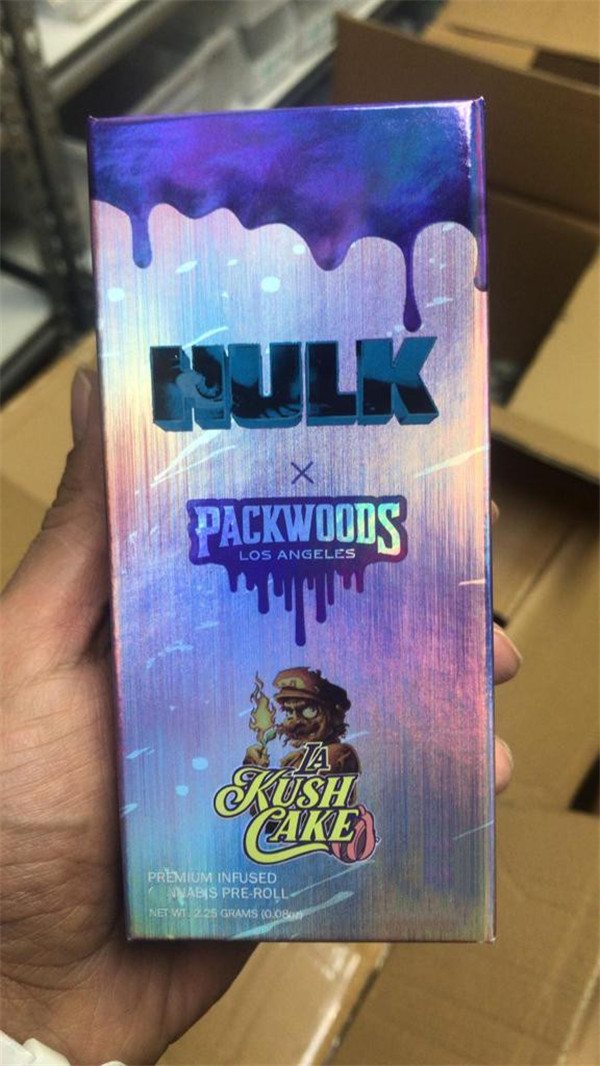 HULK
X
PACKWOODS
LOS ANGELES
LA
KUSH
CAKE
PREMIUM INFUSED
PRE-ROLL
NET WT. 2.25 GRAMS (0.08oz)